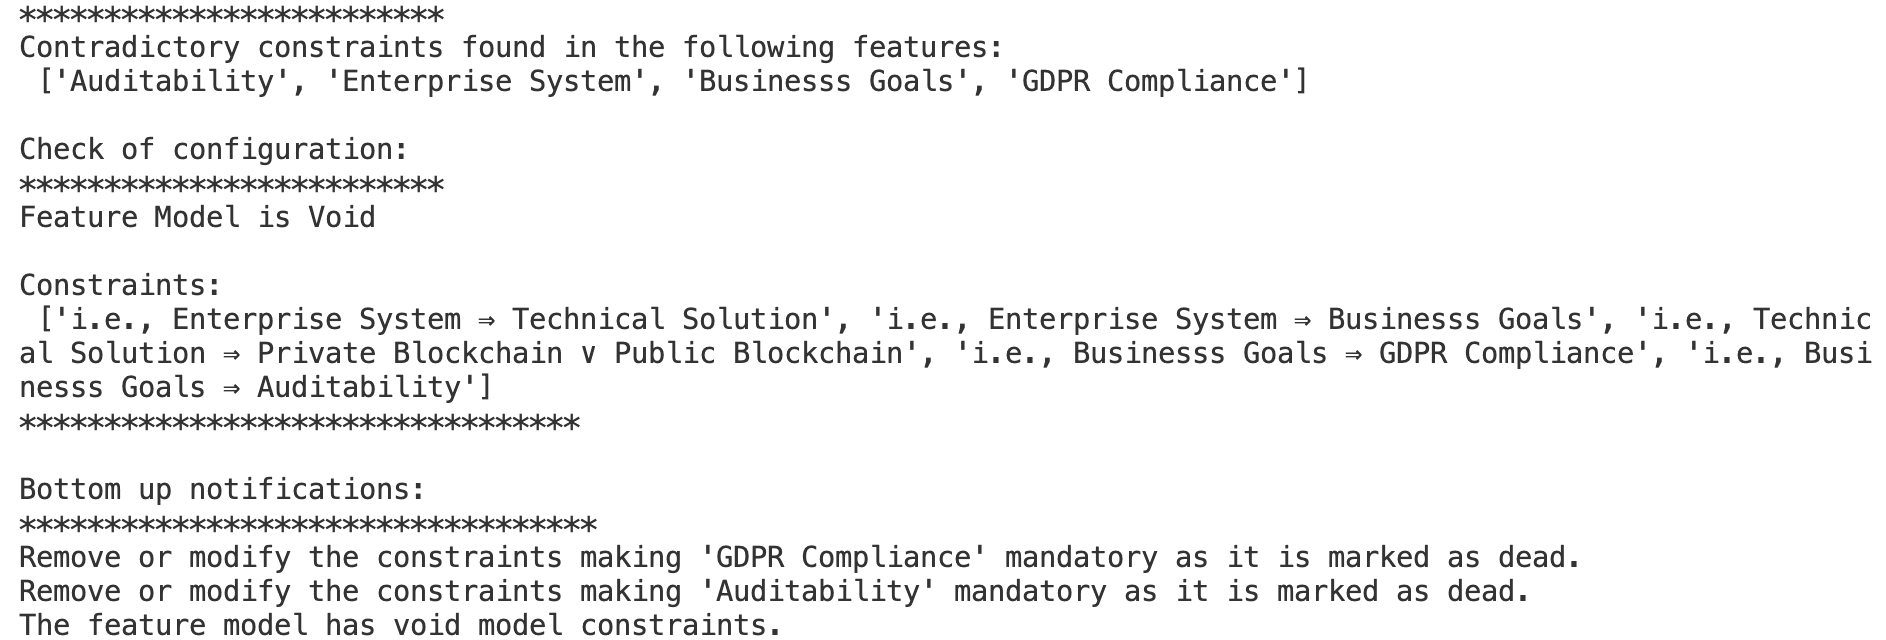 *************************
Contradictory constraints found in the following features:
 ['Auditability', 'Enterprise System', 'Businesss Goals', 'GDPR Compliance']
Check of configuration:
*************************
Feature Model is Void
Constraints:
 ['i.e., Enterprise System ⇒ Technical Solution', 'i.e., Enterprise System ⇒ Businesss Goals', 'i.e., Technic
al Solution ⇒ Private Blockchain ∨ Public Blockchain', 'i.e., Businesss Goals ⇒ GDPR Compliance', 'i.e., Busi
nesss Goals ⇒ Auditability']
*********************************
Bottom up notifications:
**********************************
Remove or modify the constraints making 'GDPR Compliance' mandatory as it is marked as dead.
Remove or modify the constraints making 'Auditability' mandatory as it is marked as dead.
The feature model has void model constraints.